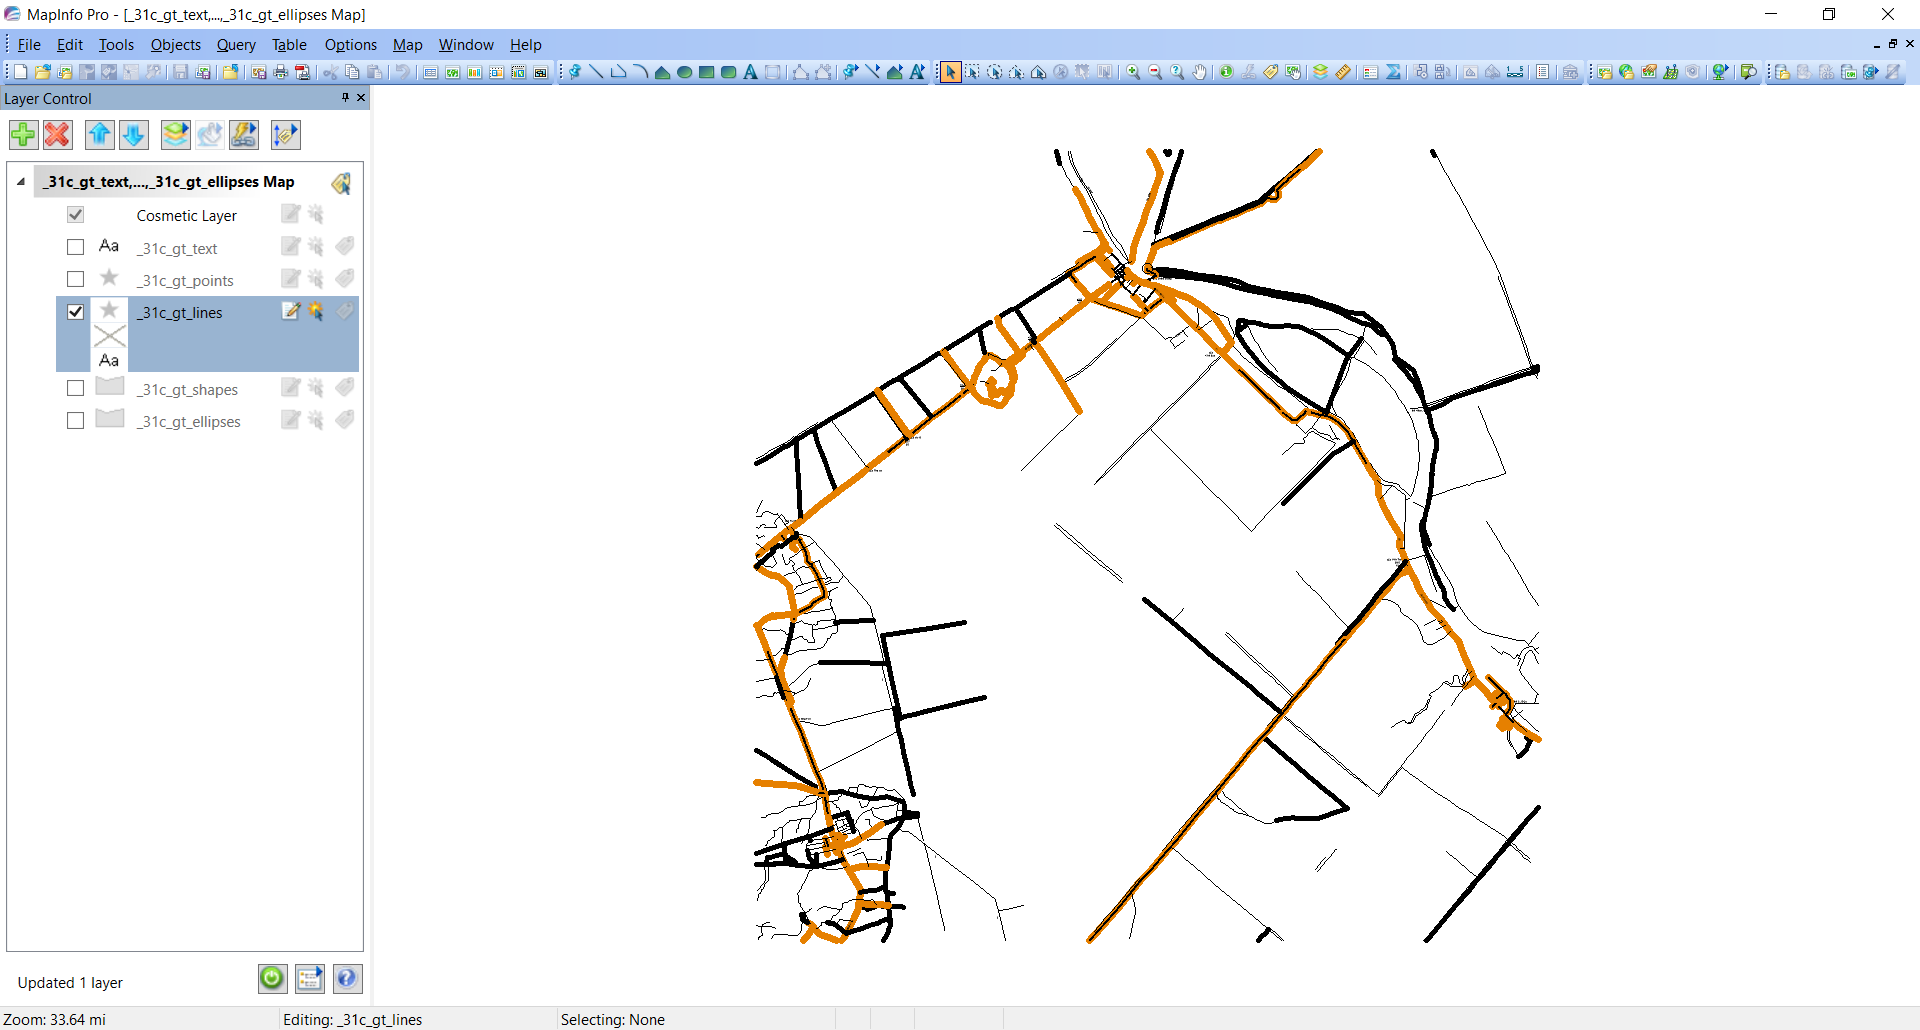 MapInfo Pro - [_31c_gt_text,...,_31c_gt_ellipses Map]
File Edit Tools Objects Query Table Options Map Window Help
Layer Control
_31c_gt_text,...,_31c_gt_ellipses Map
Cosmetic Layer
Aa _31c_gt_text
_31c_gt_points
_31c_gt_lines
Aa
_31c_gt_shapes
_31c_gt_ellipses
Updated 1 layer
Zoom: 33.64 mi Editing: _31c_gt_lines Selecting: None